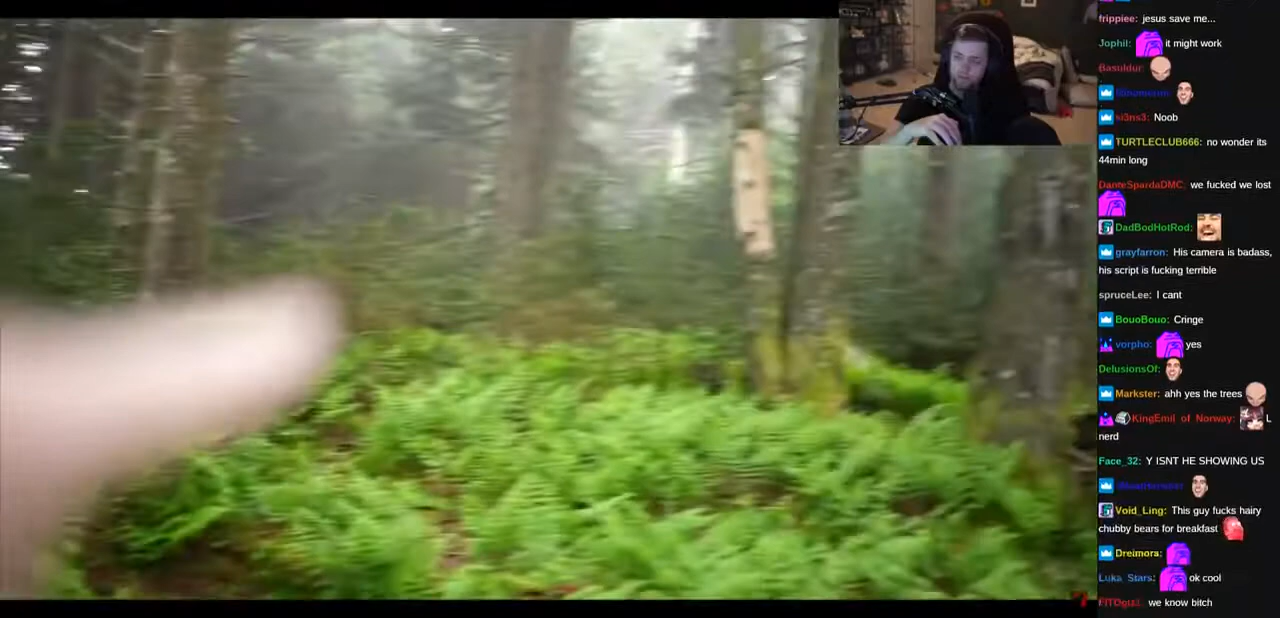 frippiee: jesus save me...
Jophil: it might work
Basuldur:
si3ns3: Noob
TURTLECLUB666: no wonder its
44min long
DanteSpardaDMC: we fucked we lost
DadBodHotRod:
grayfarron: His camera is badass,
his script is fucking terrible
spruceLee: I cant
BouoBouo: Cringe
vorpho: yes
DelusionsOf:
Markster: ahh yes the trees
KingEmil_of_Norway: L
nerd
Face_32: Y ISNT HE SHOWING US
Void_Ling: This guy fucks hairy
chubby bears for breakfast
Dreimora:
Luka_Stars: ok cool
we know bitch